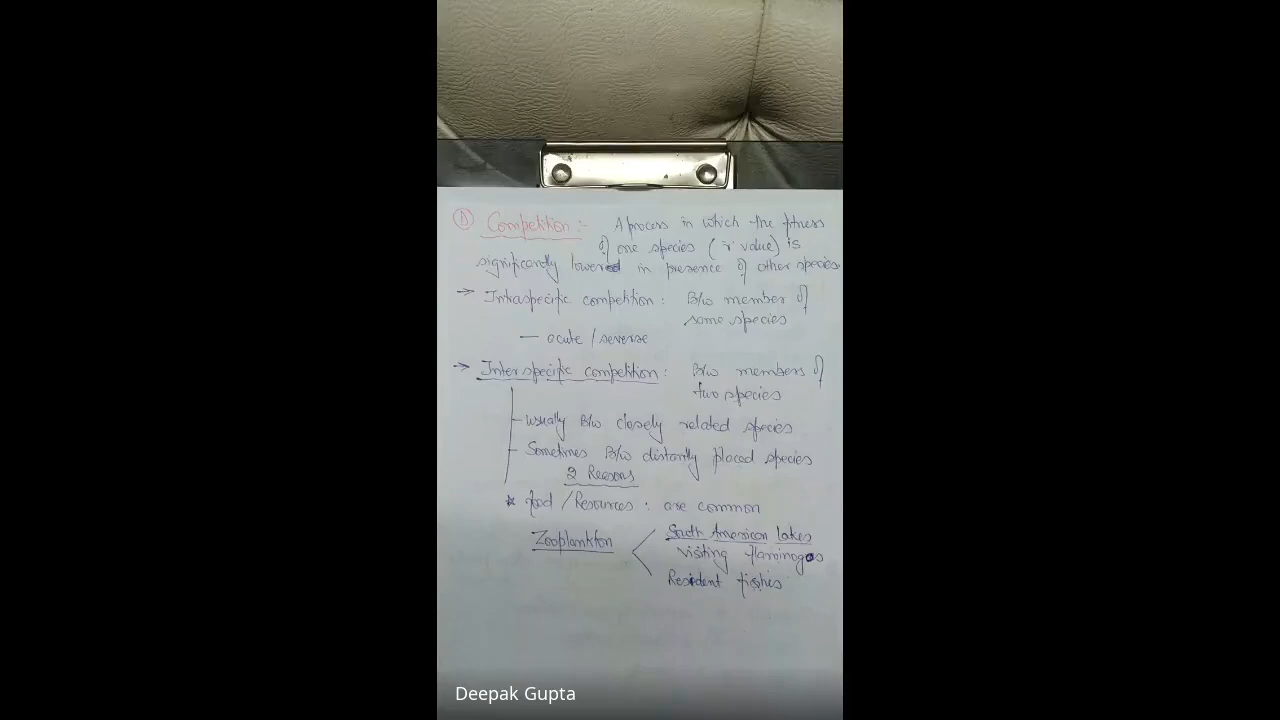 ① Competition :- A process in which the fitness
of one species ('r' value) is
significantly lowered in presence of other species.
→ Intraspecific competition : B/w member of
same species
— acute / severse
→ Interspecific competition : B/w members of
two species
- usually B/w closely related species
- Sometimes B/w distantly placed species
2 Reasons
* food / Resources : are common
Zooplankton < South American lakes
visiting flamingoes
Resident fishes
Deepak Gupta